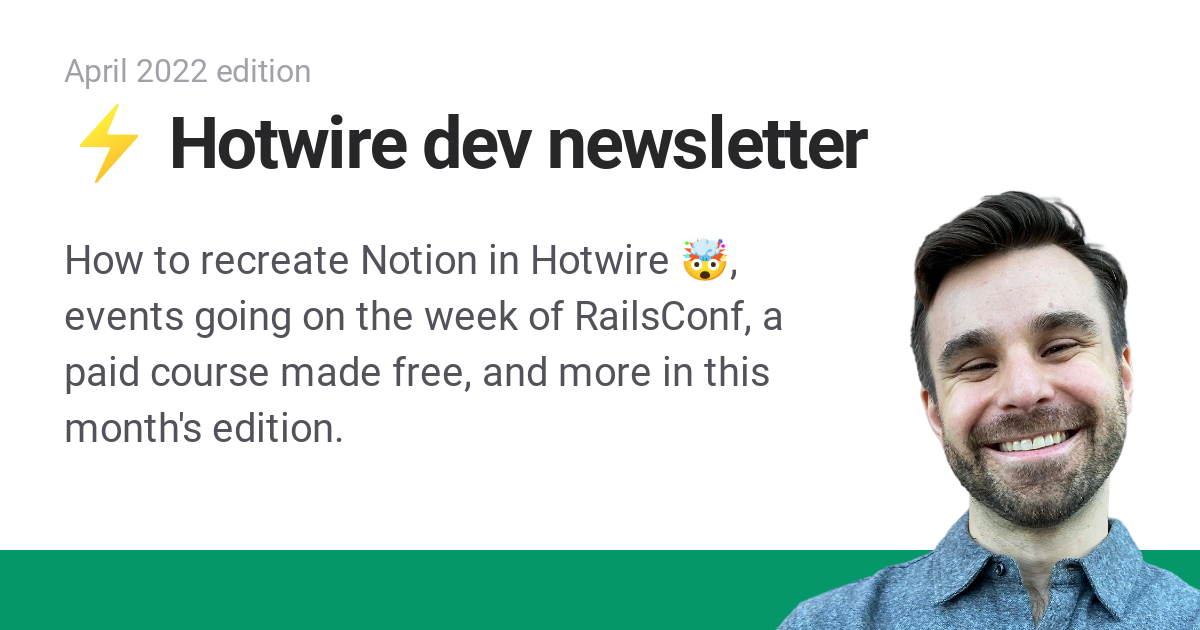 April 2022 edition
⚡ Hotwire dev newsletter
How to recreate Notion in Hotwire 🤯,
events going on the week of RailsConf, a
paid course made free, and more in this
month's edition.